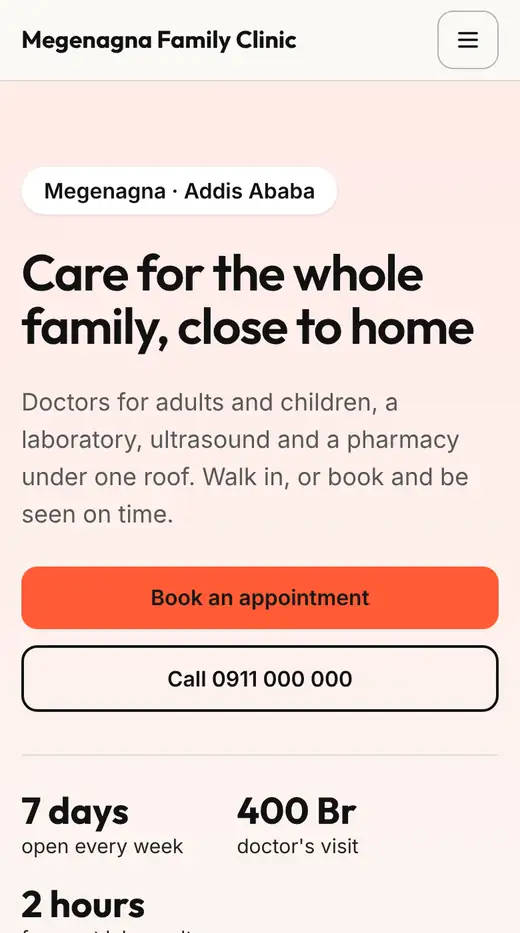 Megenagna Family Clinic
Megenagna · Addis Ababa
Care for the whole
family, close to home
Doctors for adults and children, a
laboratory, ultrasound and a pharmacy
under one roof. Walk in, or book and be
seen on time.
Book an appointment
Call 0911 000 000
7 days
open every week
400 Br
doctor's visit
2 hours